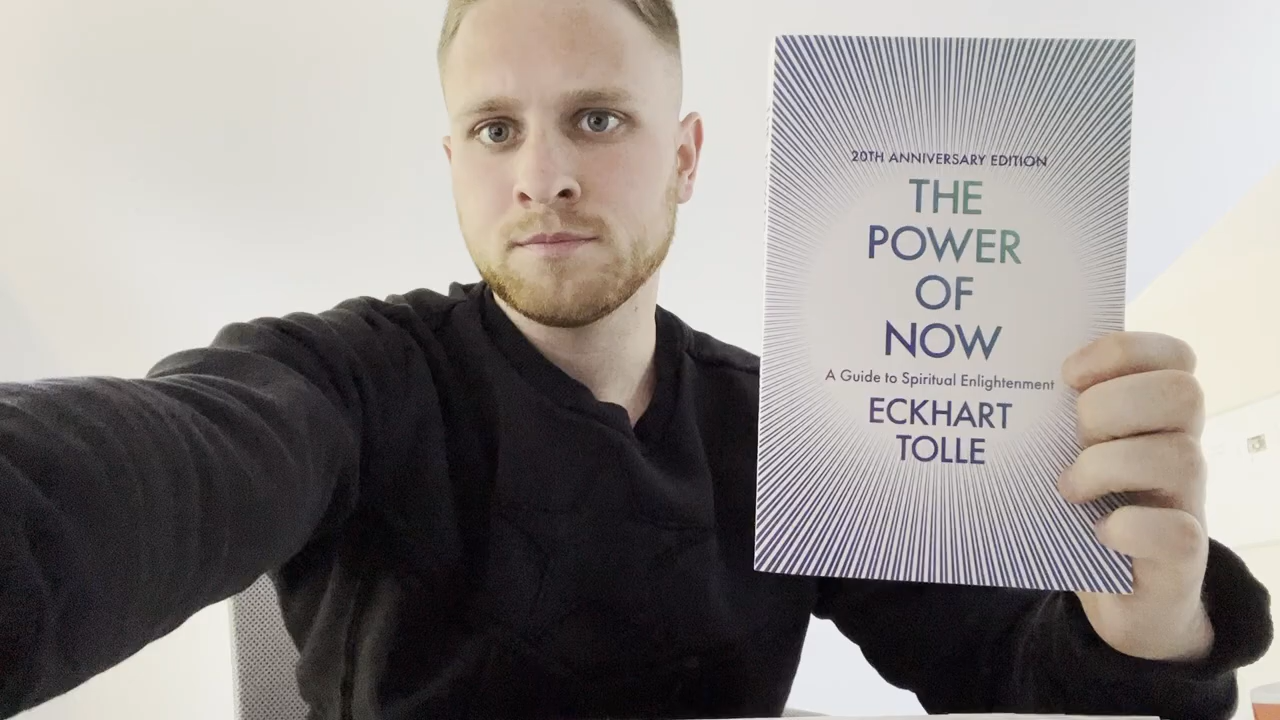 20TH ANNIVERSARY EDITION
THE
POWER
OF
NOW
A Guide to Spiritual Enlightenment
ECKHART
TOLLE